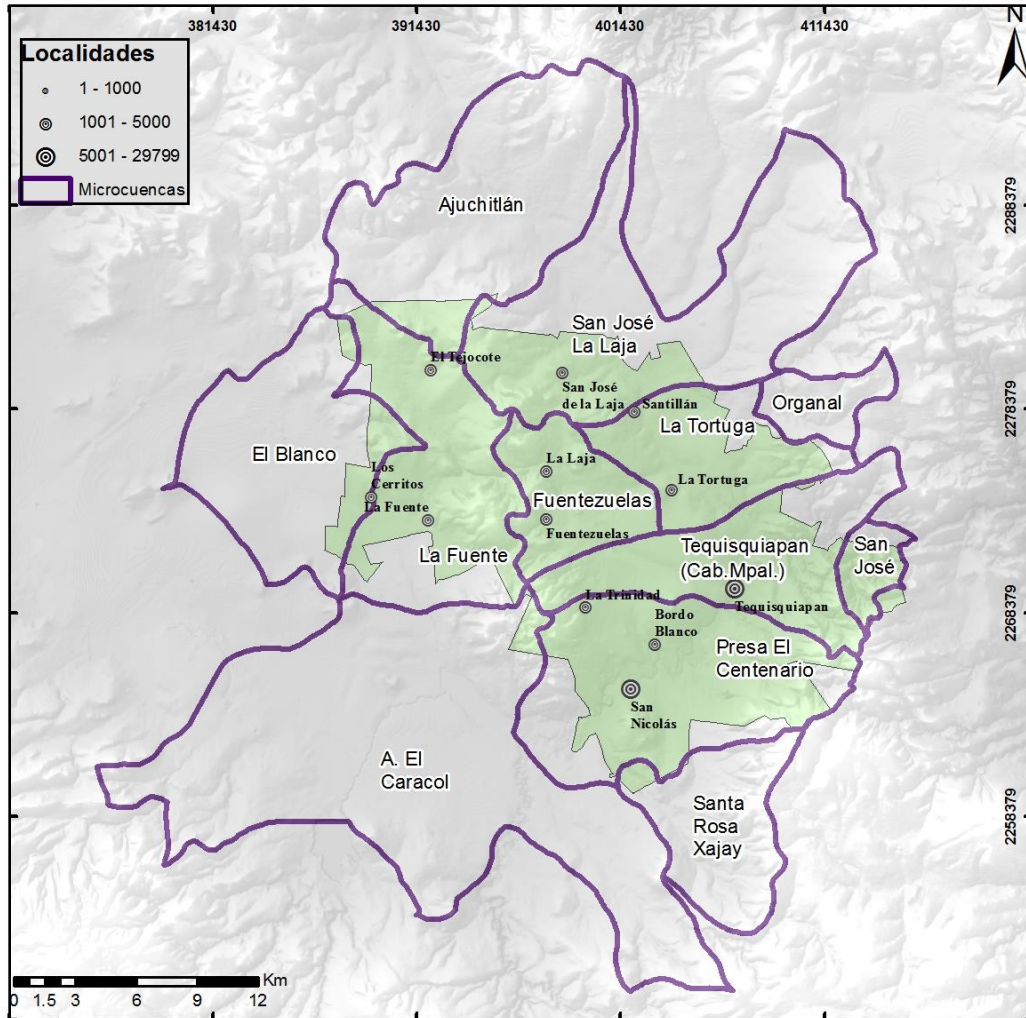 381430
391430
401430
411430
N
Localidades
1 - 1000
1001 - 5000
5001 - 29799
Microcuencas
2288379
2278379
2268379
2258379
Ajuchitlán
San José
La Laja
El Tejocote
San José
de la Laja
Santillán
Organal
La Tortuga
El Blanco
Los
Cerritos
La Laja
La Tortuga
Fuentezuelas
La Fuente
Fuentezuelas
La Fuente
Tequisquiapan
(Cab.Mpal.)
San
José
La Trinidad
Tequisquiapan
Bordo
Blanco
Presa El
Centenario
San
Nicolás
A. El
Caracol
Santa
Rosa
Xajay
Km
0 1.5 3 6 9 12